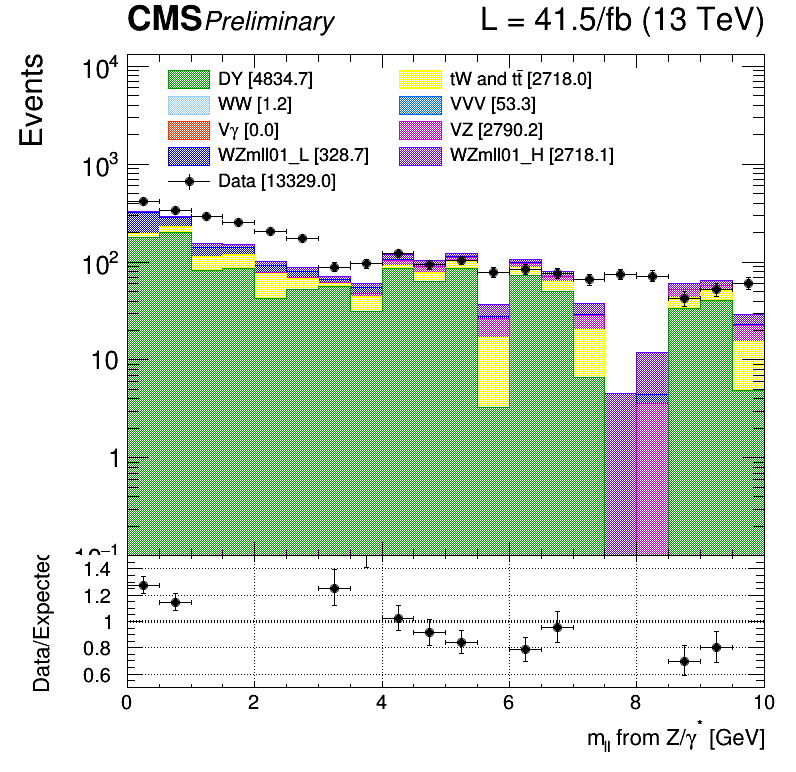 CMS Preliminary L = 41.5/fb (13 TeV)
Events
10⁴
10³
10²
10
1
10⁻¹
DY [4834.7]
tW and tt̄ [2718.0]
WW [1.2]
VVV [53.3]
Vγ [0.0]
VZ [2790.2]
WZmll01_L [328.7]
WZmll01_H [2718.1]
Data [13329.0]
Data/Expected
1.4
1.2
1
0.8
0.6
0 2 4 6 8 10
m_ll from Z/γ* [GeV]